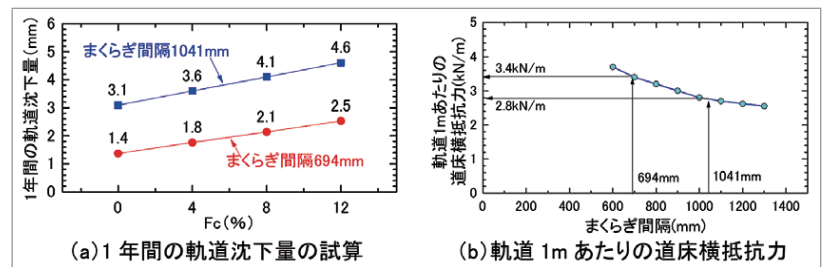 1年間の軌道沈下量(mm)
6
5
4
3
2
1
0
まくらぎ間隔1041mm
3.1
3.6
4.1
4.6
1.4
1.8
2.1
2.5
まくらぎ間隔694mm
0
4
8
12
Fc(%)
(a)1年間の軌道沈下量の試算
軌道1mあたりの
道床横抵抗力(kN/m)
5
4
3
2
1
0
3.4kN/m
2.8kN/m
694mm
1041mm
0
200
400
600
800
1000
1200
1400
まくらぎ間隔(mm)
(b)軌道1mあたりの道床横抵抗力